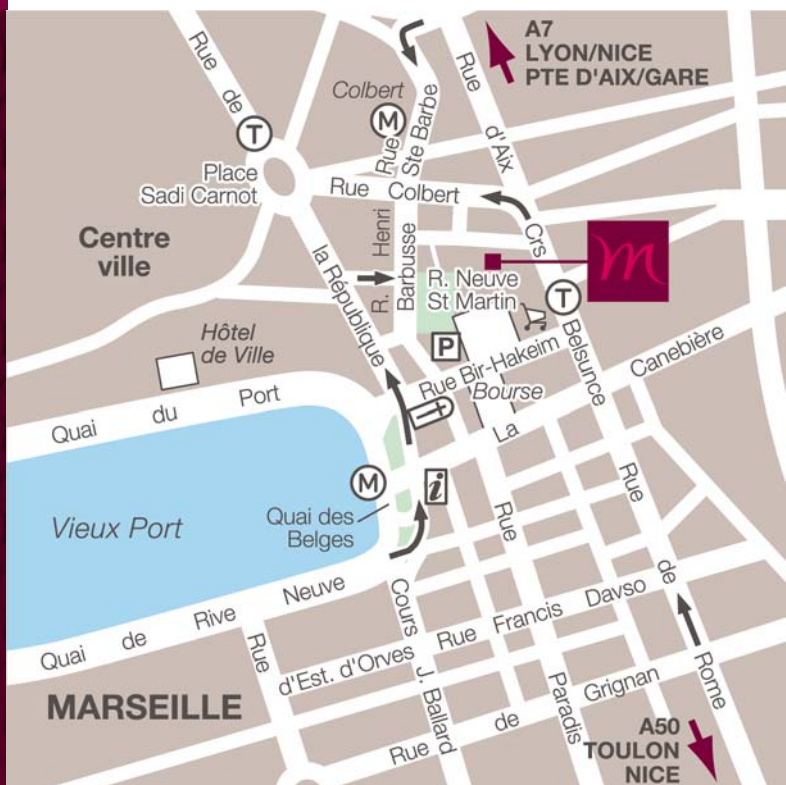 A7
LYON/NICE
PTE D'AIX/GARE
Rue de
la République
T
Colbert
M
Rue Ste Barbe
Rue d'Aix
Place
Sadi Carnot
Rue Colbert
Crs
Belsunce
Centre
ville
R. Henri
Barbusse
m
R. Neuve
St Martin
T
Hôtel
de Ville
P
Rue Bir-Hakeim
Bourse
La Canebière
Quai du Port
M
i
Quai des
Belges
Vieux Port
Quai de Rive Neuve
Cours J. Ballard
Rue
d'Est. d'Orves
Rue Francis Davso
Rue Paradis
Rue de Rome
Rue de Grignan
MARSEILLE
A50
TOULON
NICE